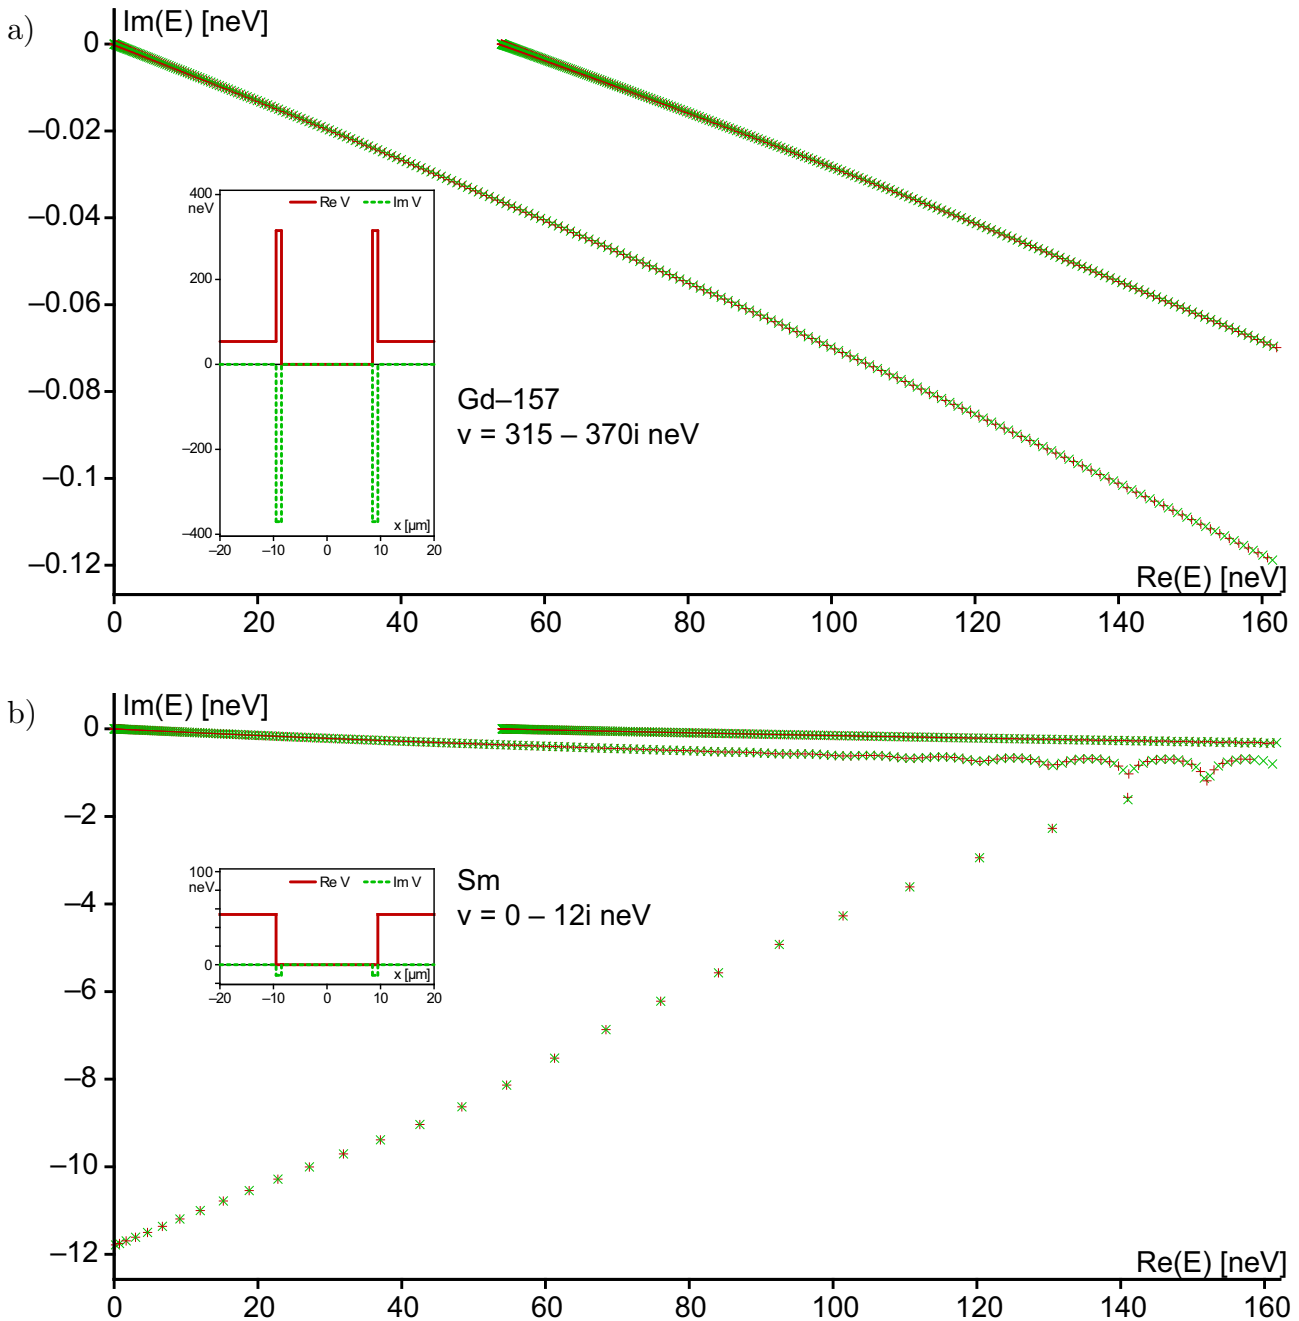 a)
Im(E) [neV]
0
–0.02
–0.04
–0.06
–0.08
–0.1
–0.12
400
neV
200
0
–200
–400
Re V
Im V
x [µm]
–20 –10 0 10 20
Gd–157
v = 315 – 370i neV
Re(E) [neV]
0 20 40 60 80 100 120 140 160
b)
Im(E) [neV]
0
–2
–4
–6
–8
–10
–12
100
neV
0
Re V
Im V
x [µm]
–20 –10 0 10 20
Sm
v = 0 – 12i neV
Re(E) [neV]
0 20 40 60 80 100 120 140 160